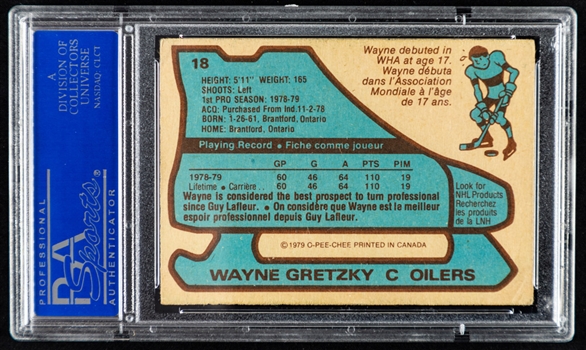 A
DIVISION OF
COLLECTORS
UNIVERSE
NASDAQ: CLCT
PROFESSIONAL
PSA
Sports
AUTHENTICATOR
18
HEIGHT: 5'11" WEIGHT: 165
SHOOTS: Left
1st PRO SEASON: 1978-79
ACQ: Purchased From Ind.11-2-78
BORN: 1-26-61, Brantford, Ontario
HOME: Brantford, Ontario
Wayne debuted in
WHA at age 17.
Wayne débuta
dans l'Association
Mondiale à l'âge
de 17 ans.
Playing Record • Fiche comme joueur
GP G A PTS PIM
1978-79 60 46 64 110 19
Lifetime • Carrière.. 60 46 64 110 19
Wayne is considered the best prospect to turn professional
since Guy Lafleur. • On considère que Wayne est le meilleur
espoir professionnel depuis Guy Lafleur.
Look for
NHL Products
Recherchez
les produits
de la LNH
©1979 O-PEE-CHEE PRINTED IN CANADA
WAYNE GRETZKY C OILERS